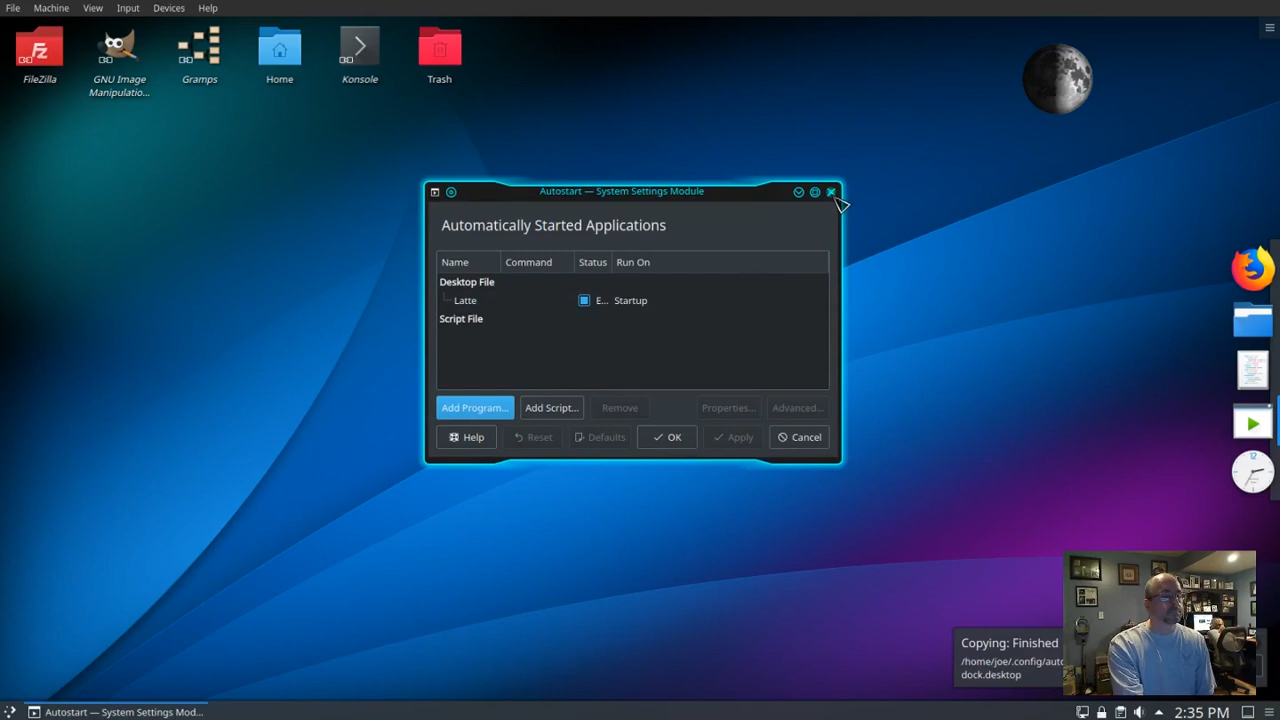 File Machine View Input Devices Help
FileZilla
GNU Image
Manipulatio...
Gramps
Home
Konsole
Trash
Autostart — System Settings Module
Automatically Started Applications
Name Command Status Run On
Desktop File
Latte E... Startup
Script File
Add Program... Add Script... Remove Properties... Advanced...
Help Reset Defaults OK Apply Cancel
12
Copying: Finished
/home/joe/.config/auto
dock.desktop
Autostart — System Settings Mod...
2:35 PM